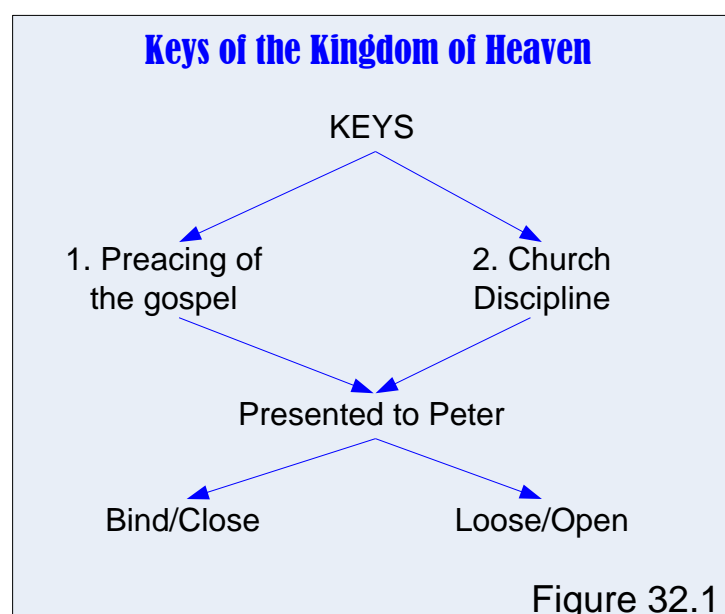 Keys of the Kingdom of Heaven
KEYS
1. Preacing of
the gospel
2. Church
Discipline
Presented to Peter
Bind/Close
Loose/Open
Figure 32.1